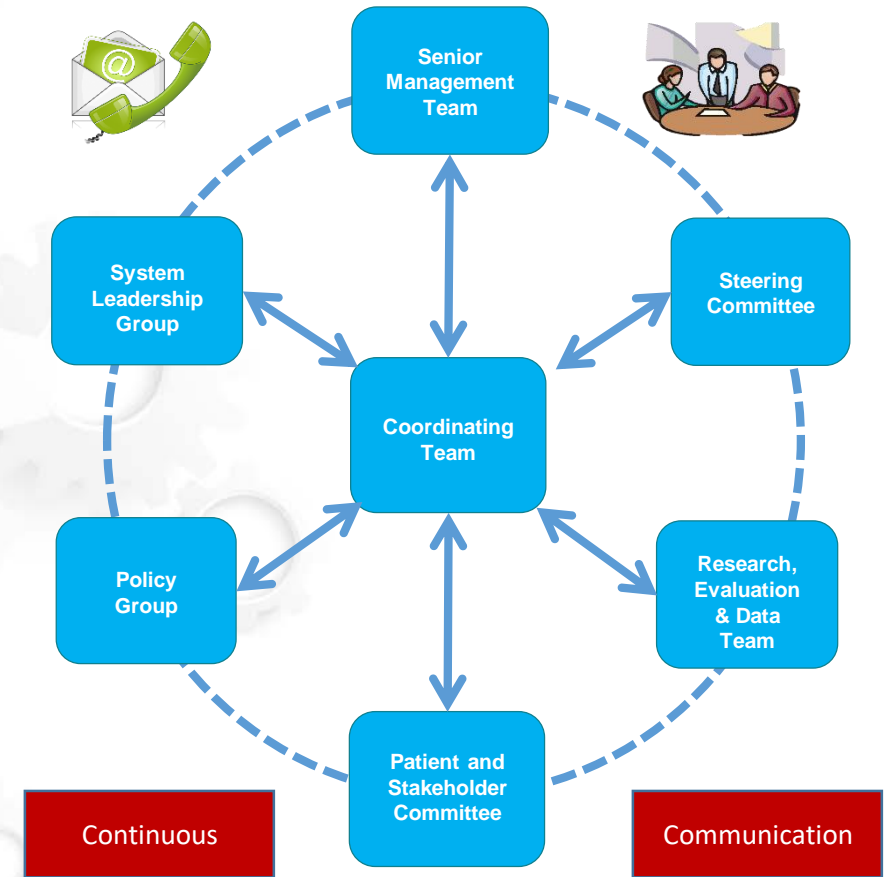 @
Senior
Management
Team
System
Leadership
Group
Steering
Committee
Coordinating
Team
Policy
Group
Research,
Evaluation
& Data
Team
Patient and
Stakeholder
Committee
Continuous
Communication